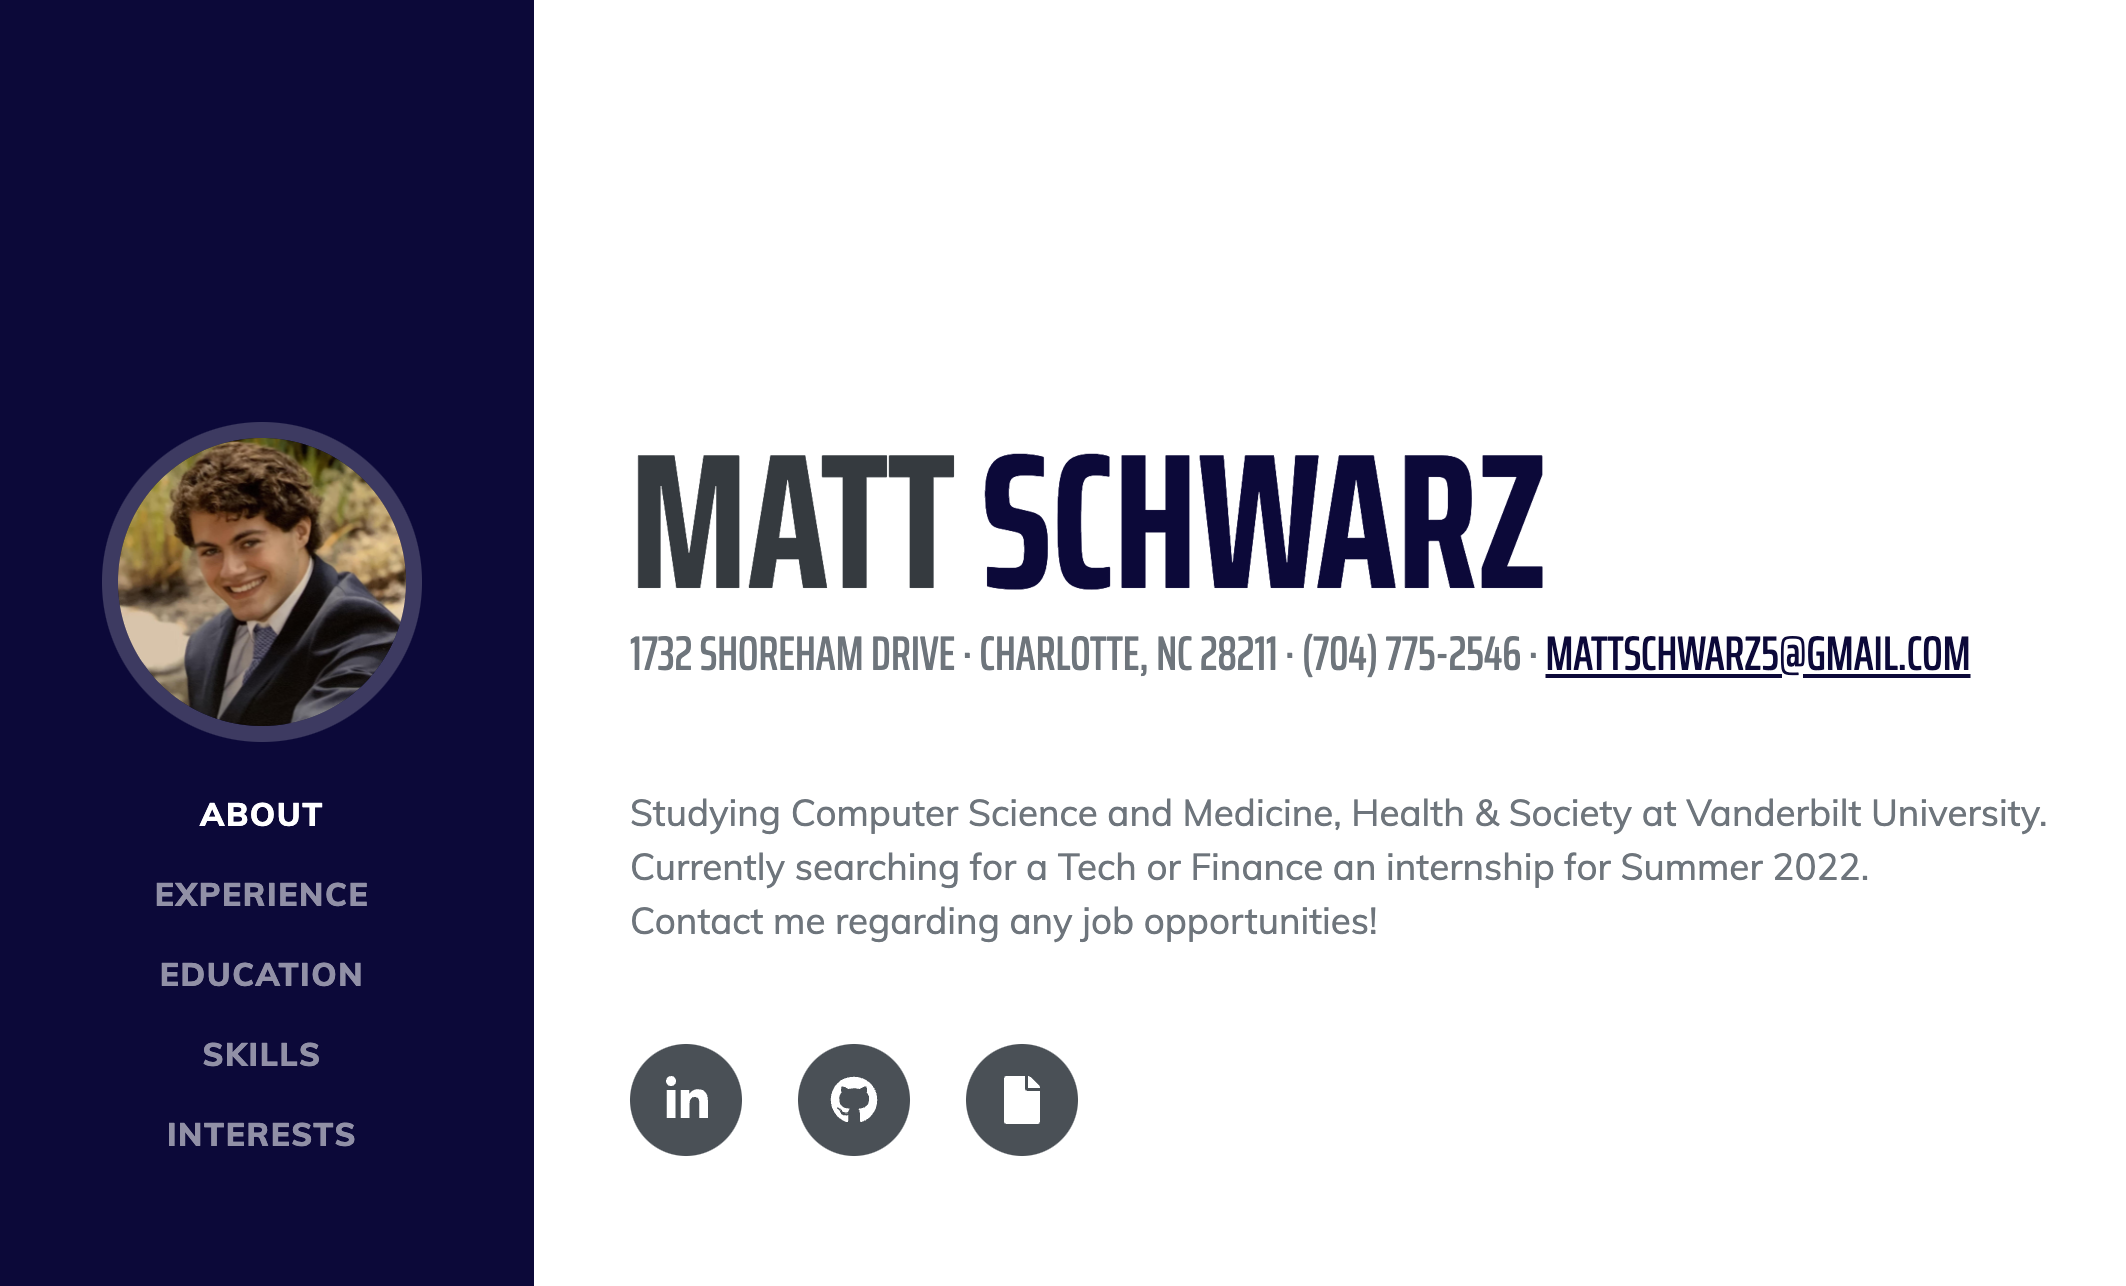 ABOUT
EXPERIENCE
EDUCATION
SKILLS
INTERESTS
MATT SCHWARZ
1732 SHOREHAM DRIVE · CHARLOTTE, NC 28211 · (704) 775-2546 · MATTSCHWARZ5@GMAIL.COM
Studying Computer Science and Medicine, Health & Society at Vanderbilt University.
Currently searching for a Tech or Finance an internship for Summer 2022.
Contact me regarding any job opportunities!
in